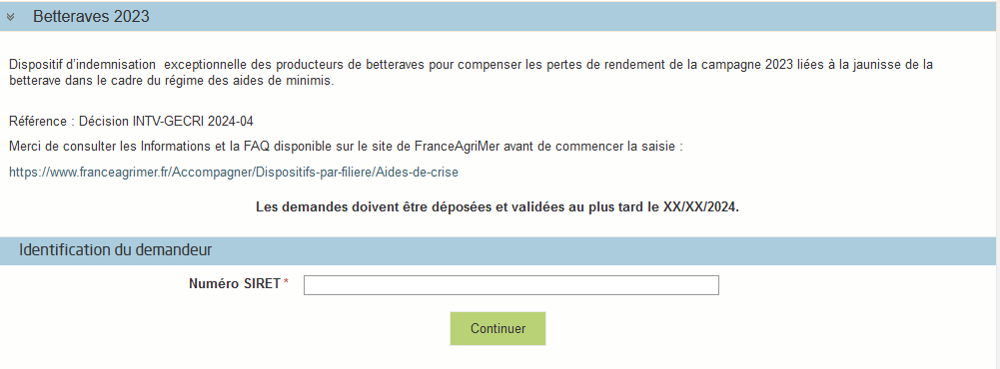 Betteraves 2023
Dispositif d'indemnisation  exceptionnelle des producteurs de betteraves pour compenser les pertes de rendement de la campagne 2023 liées à la jaunisse de la
betterave dans le cadre du régime des aides de minimis.
Référence : Décision INTV-GECRI 2024-04
Merci de consulter les Informations et la FAQ disponible sur le site de FranceAgriMer avant de commencer la saisie :
https://www.franceagrimer.fr/Accompagner/Dispositifs-par-filiere/Aides-de-crise
Les demandes doivent être déposées et validées au plus tard le XX/XX/2024.
Identification du demandeur
Numéro SIRET *
Continuer